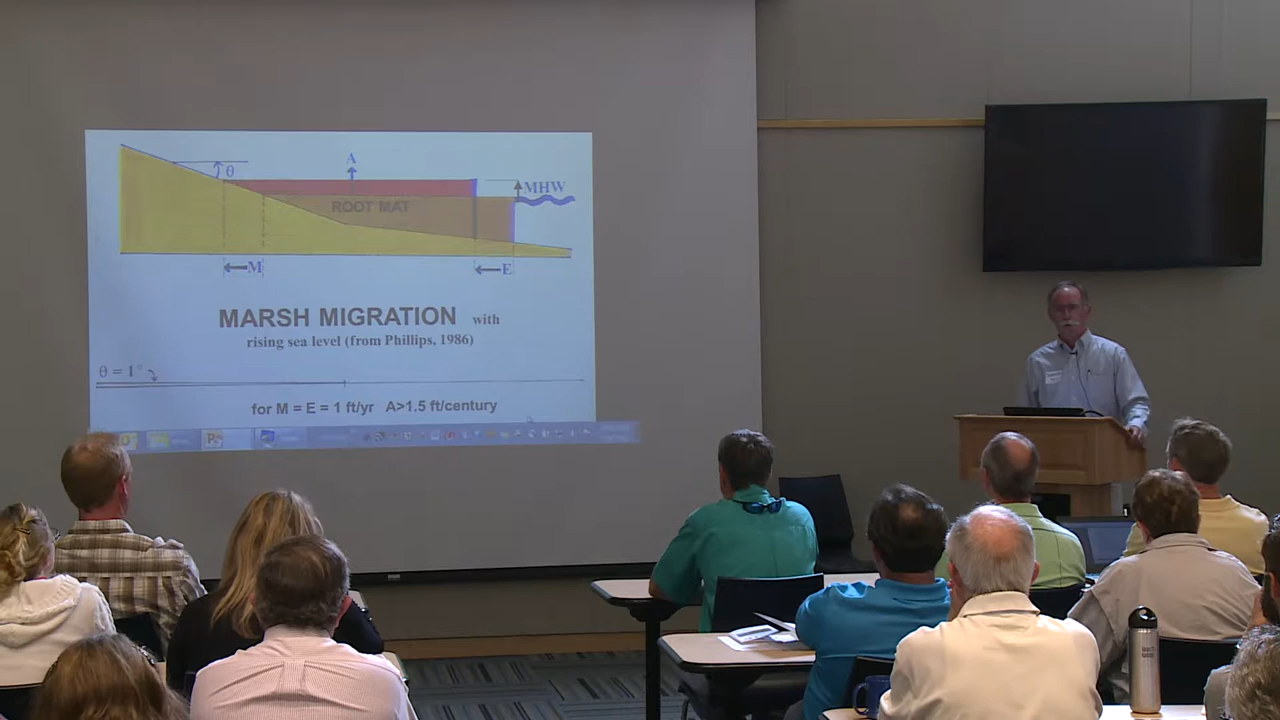 A
θ
MHW
ROOT MAT
M
E
MARSH MIGRATION with
rising sea level (from Phillips, 1986)
θ = 1°
for M = E = 1 ft/yr A>1.5 ft/century